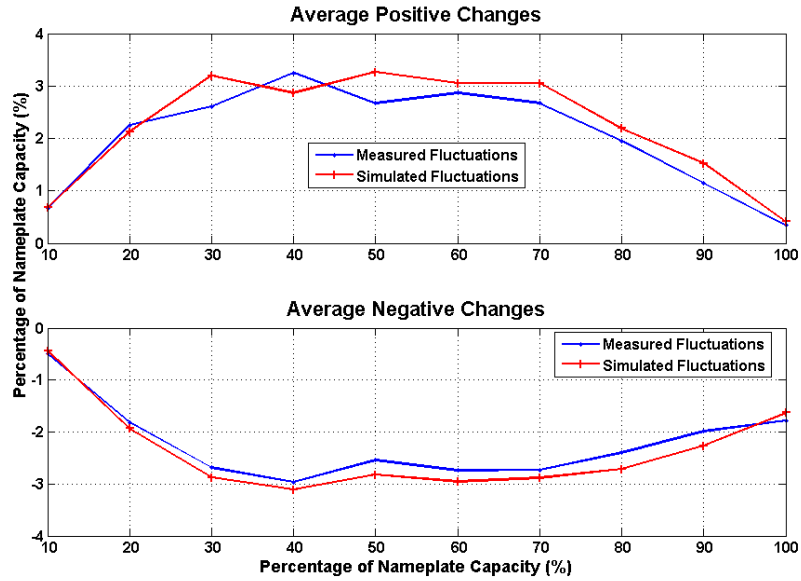 Average Positive Changes
4
3
2
1
0
Measured Fluctuations
Simulated Fluctuations
10 20 30 40 50 60 70 80 90 100
Percentage of Nameplate Capacity (%)
Average Negative Changes
0
-1
-2
-3
-4
Measured Fluctuations
Simulated Fluctuations
10 20 30 40 50 60 70 80 90 100
Percentage of Nameplate Capacity (%)